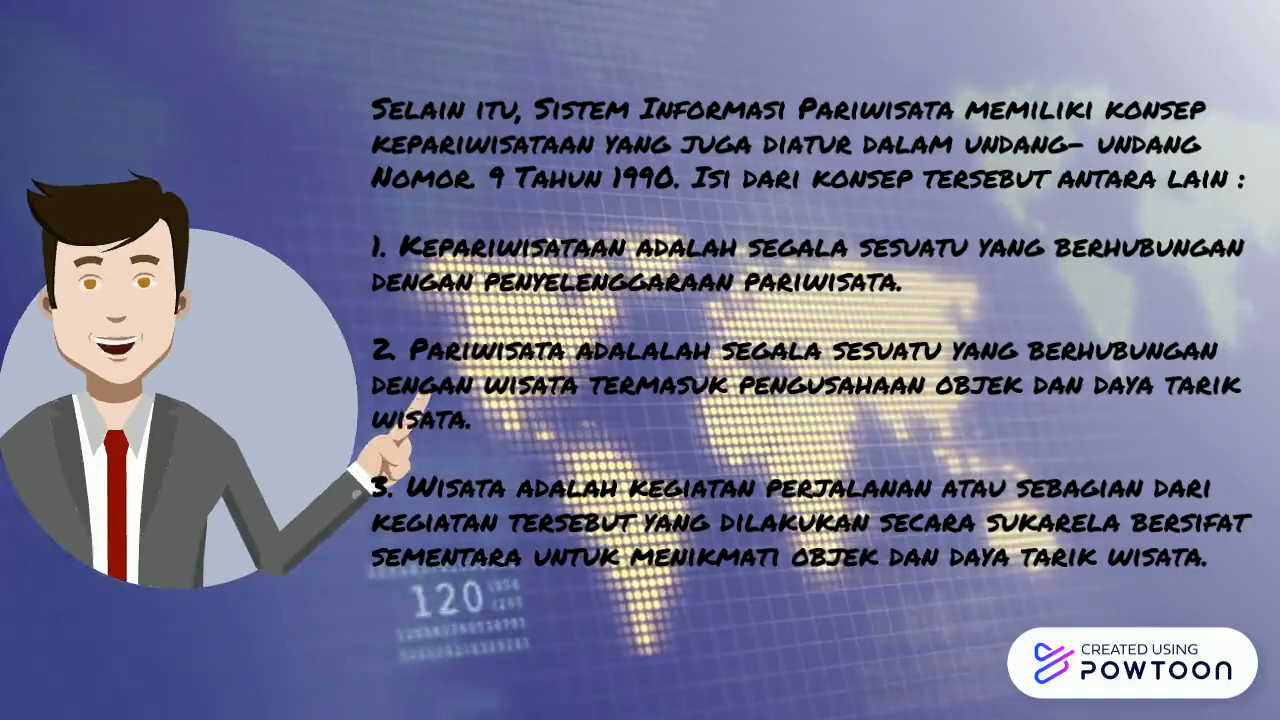 Selain itu, Sistem Informasi Pariwisata memiliki konsep
kepariwisataan yang juga diatur dalam undang- undang
Nomor. 9 Tahun 1990. Isi dari konsep tersebut antara lain :
1. Kepariwisataan adalah segala sesuatu yang berhubungan
dengan penyelenggaraan pariwisata.
2. Pariwisata adalalah segala sesuatu yang berhubungan
dengan wisata termasuk pengusahaan objek dan daya tarik
wisata.
3. Wisata adalah kegiatan perjalanan atau sebagian dari
kegiatan tersebut yang dilakukan secara sukarela bersifat
sementara untuk menikmati objek dan daya tarik wisata.
120
CREATED USING
POWTOON